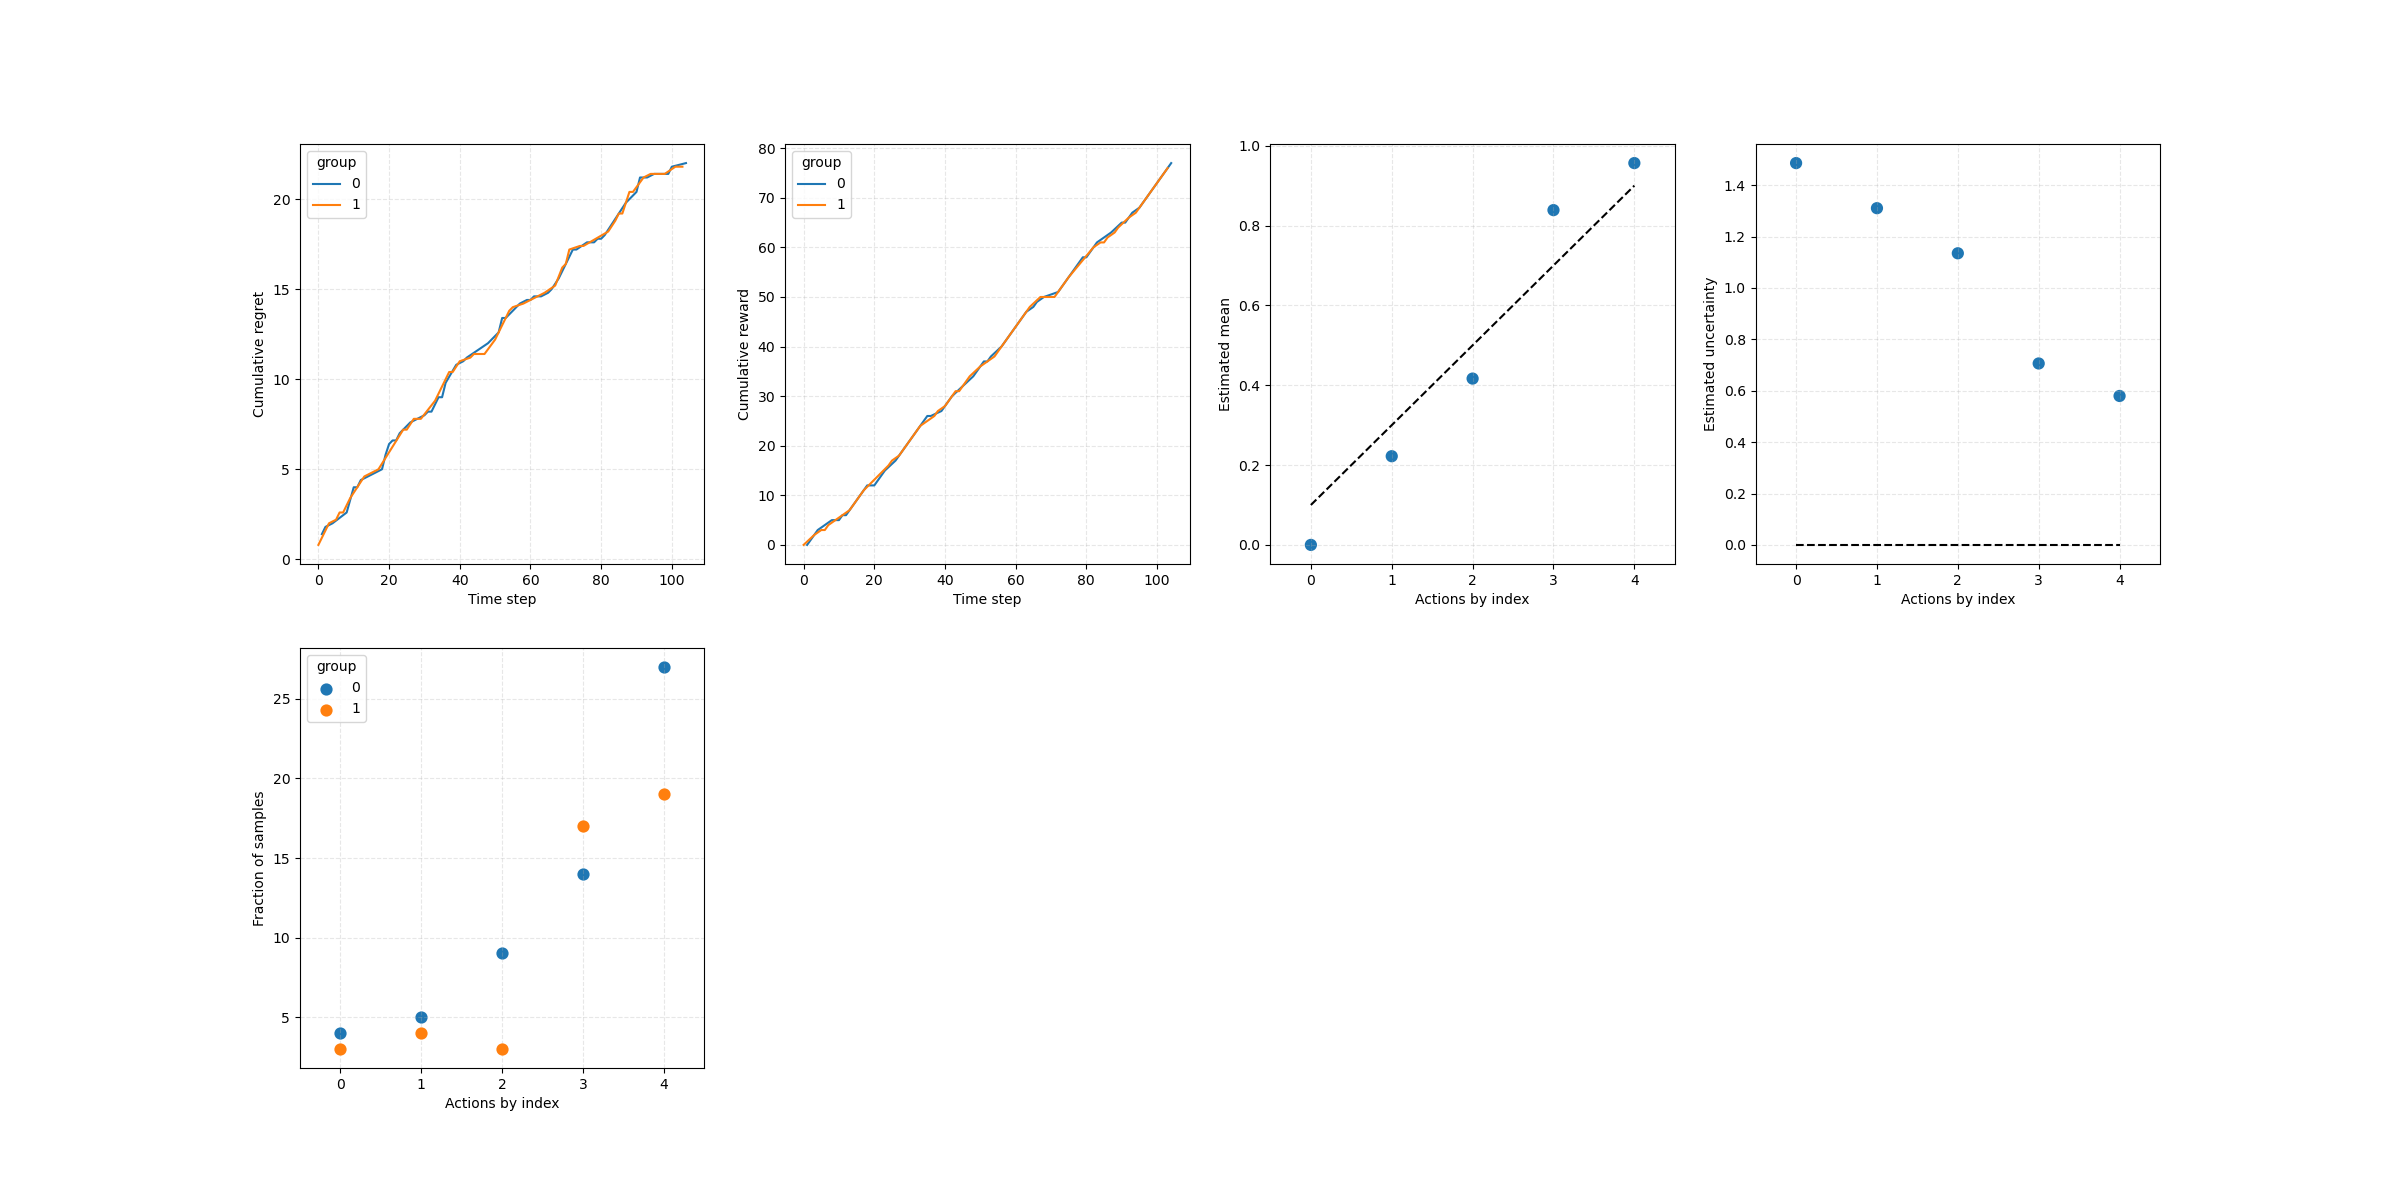 group
0
1
20
15
10
5
0
Cumulative regret
0 20 40 60 80 100
Time step
group
0
1
80
70
60
50
40
30
20
10
0
Cumulative reward
0 20 40 60 80 100
Time step
1.0
0.8
0.6
0.4
0.2
0.0
Estimated mean
0 1 2 3 4
Actions by index
1.4
1.2
1.0
0.8
0.6
0.4
0.2
0.0
Estimated uncertainty
0 1 2 3 4
Actions by index
group
0
1
25
20
15
10
5
Fraction of samples
0 1 2 3 4
Actions by index